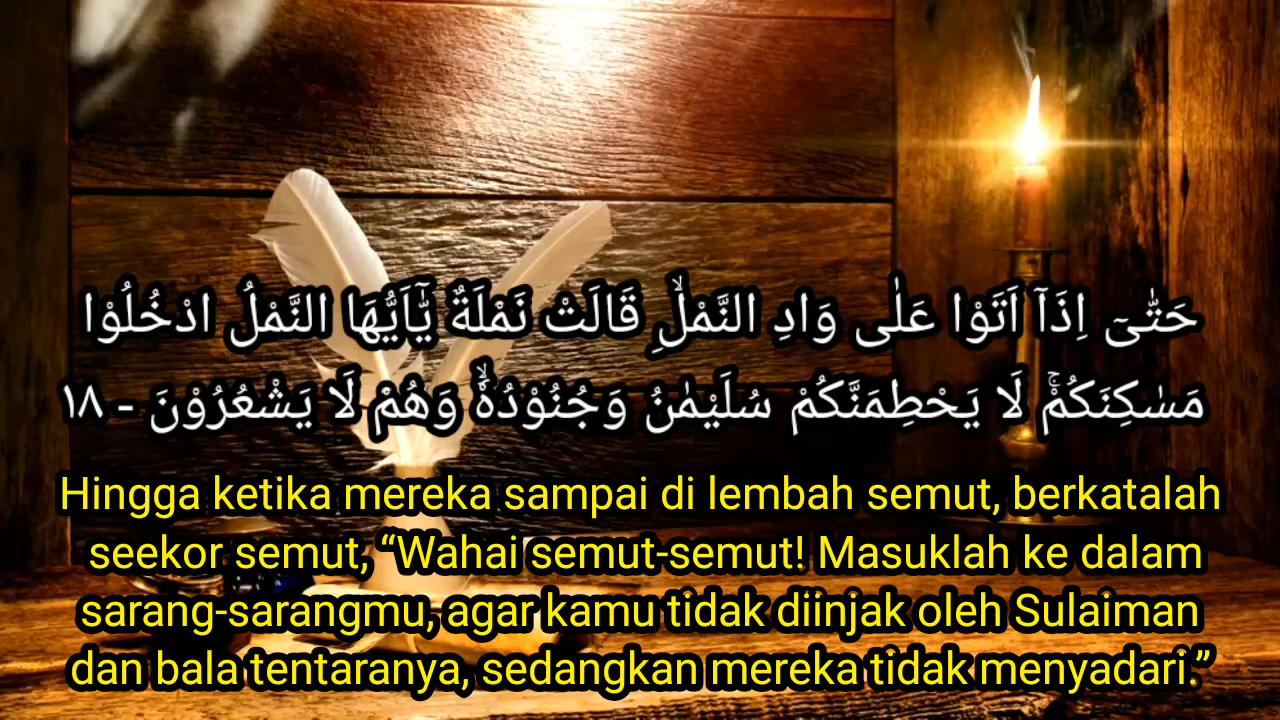 حَتّٰىٓ اِذَآ اَتَوْا عَلٰى وَادِ النَّمْلِۙ قَالَتْ نَمْلَةٌ يّٰٓاَيُّهَا النَّمْلُ ادْخُلُوْا
مَسٰكِنَكُمْۚ لَا يَحْطِمَنَّكُمْ سُلَيْمٰنُ وَجُنُوْدُهٗۙ وَهُمْ لَا يَشْعُرُوْنَ - ١٨
Hingga ketika mereka sampai di lembah semut, berkatalah
seekor semut, “Wahai semut-semut! Masuklah ke dalam
sarang-sarangmu, agar kamu tidak diinjak oleh Sulaiman
dan bala tentaranya, sedangkan mereka tidak menyadari.”